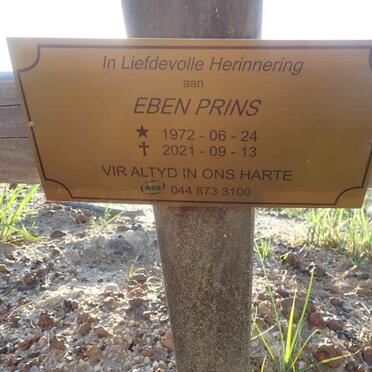 In Liefdevolle Herinnering
aan
EBEN PRINS
★ 1972 - 06 - 24
✝ 2021 - 09 - 13
VIR ALTYD IN ONS HARTE
AVBOB 044 873 3100